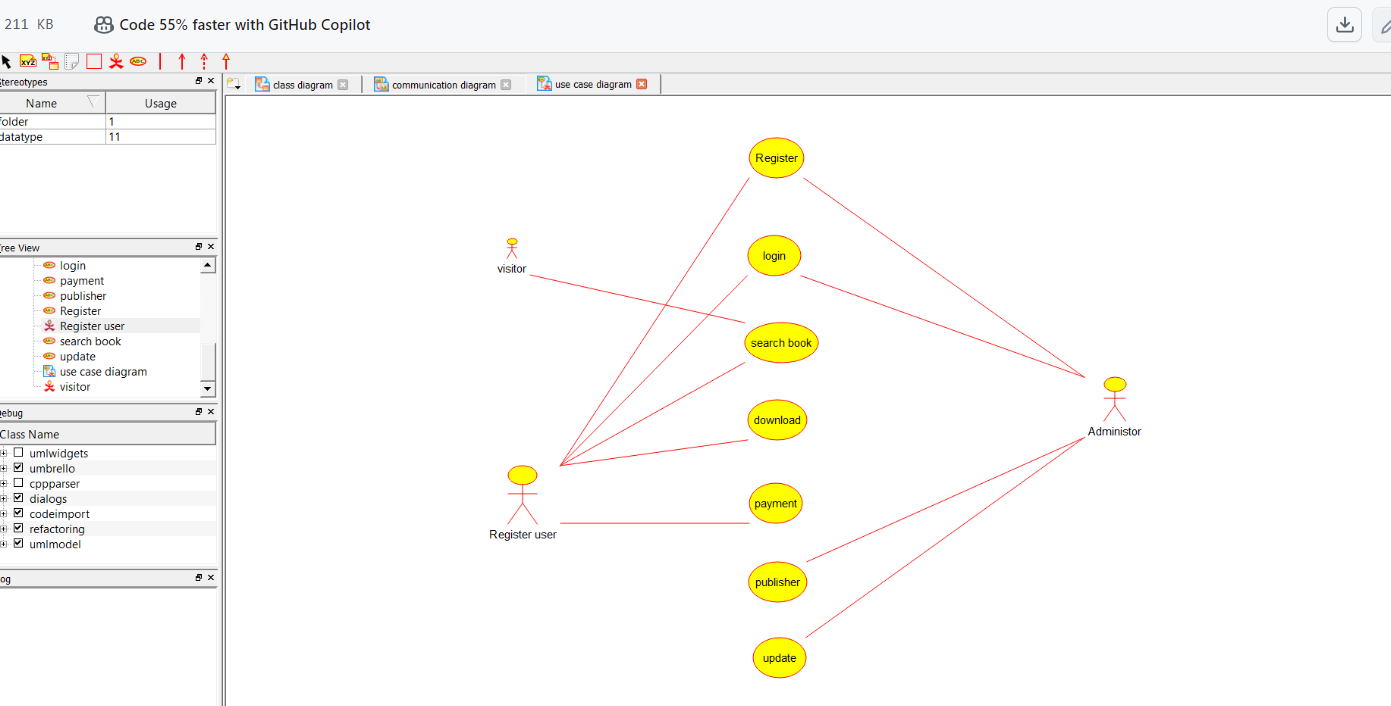 211 KB
Code 55% faster with GitHub Copilot
XYZ
ABC
tereotypes
Name Usage
folder 1
datatype 11
class diagram
communication diagram
use case diagram
ree View
login
payment
publisher
Register
Register user
search book
update
use case diagram
visitor
ebug
Class Name
umlwidgets
umbrello
cppparser
dialogs
codeimport
refactoring
umlmodel
og
Register
login
visitor
search book
download
Administor
payment
Register user
publisher
update